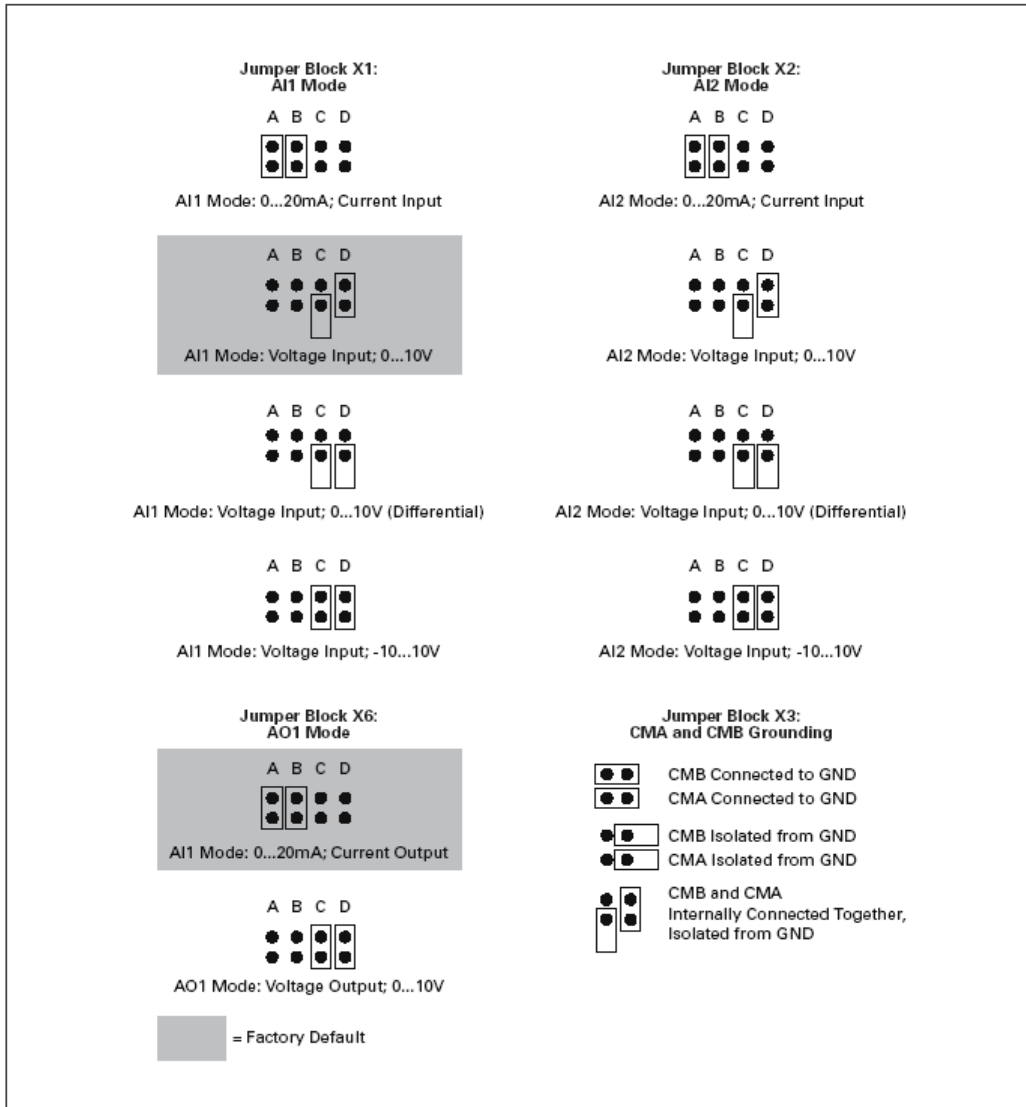 Jumper Block X1:
AI1 Mode
A B C D
AI1 Mode: 0...20mA; Current Input
A B C D
AI1 Mode: Voltage Input; 0...10V
A B C D
AI1 Mode: Voltage Input; 0...10V (Differential)
A B C D
AI1 Mode: Voltage Input; -10...10V
Jumper Block X2:
AI2 Mode
A B C D
AI2 Mode: 0...20mA; Current Input
A B C D
AI2 Mode: Voltage Input; 0...10V
A B C D
AI2 Mode: Voltage Input; 0...10V (Differential)
A B C D
AI2 Mode: Voltage Input; -10...10V
Jumper Block X6:
AO1 Mode
A B C D
AI1 Mode: 0...20mA; Current Output
A B C D
AO1 Mode: Voltage Output; 0...10V
= Factory Default
Jumper Block X3:
CMA and CMB Grounding
CMB Connected to GND
CMA Connected to GND
CMB Isolated from GND
CMA Isolated from GND
CMB and CMA
Internally Connected Together,
Isolated from GND